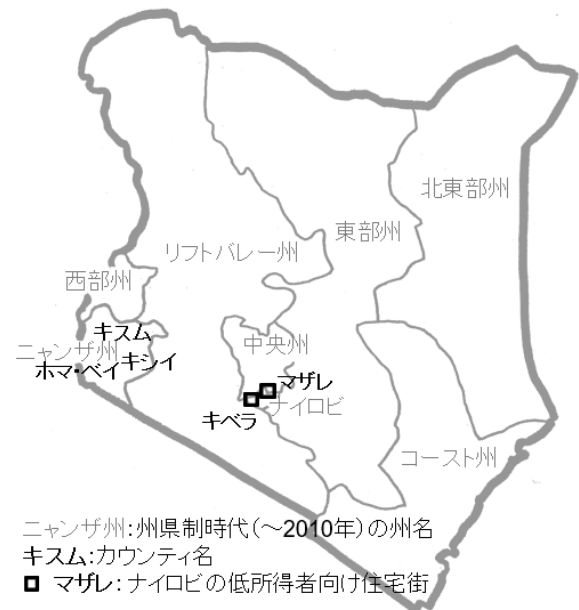 北東部州
東部州
リフトバレー州
西部州
キスム
ニャンザ州
キシイ
ホマ・ベイ
中央州
マザレ
ナイロビ
キベラ
コースト州
ニャンザ州:州県制時代(～2010年)の州名
キスム:カウンティ名
マザレ:ナイロビの低所得者向け住宅街